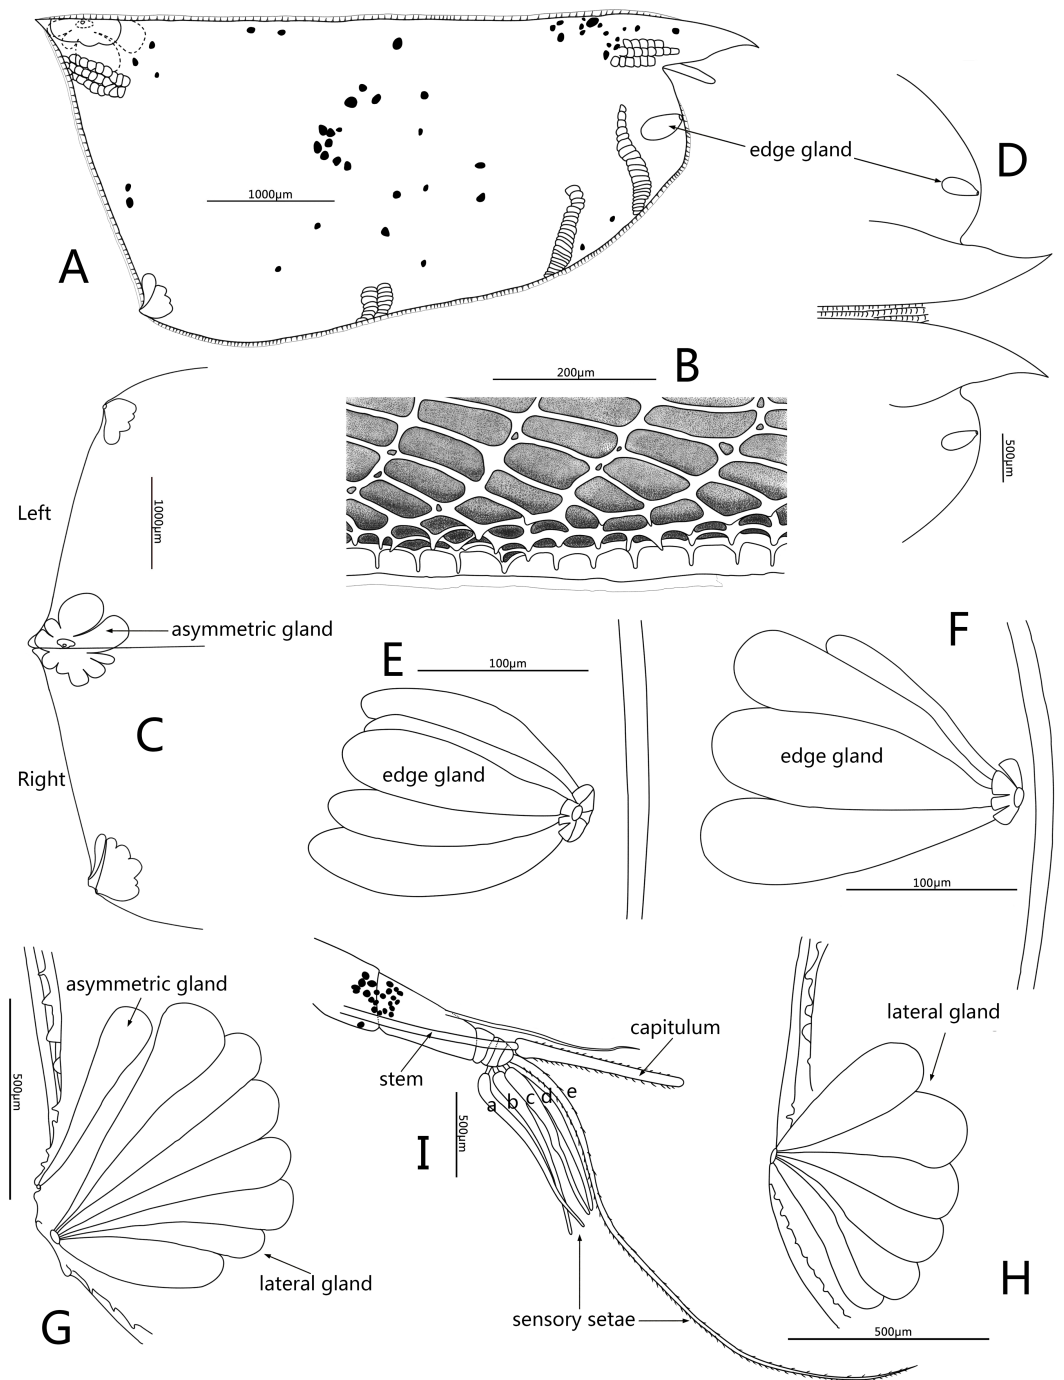 edge gland
D
1000µm
A
B
200µm
500µm
Left
1000µm
asymmetric gland
C
Right
E
100µm
edge gland
F
edge gland
100µm
asymmetric gland
500µm
lateral gland
G
capitulum
stem
a b c d e
I
500µm
sensory setae
lateral gland
H
500µm